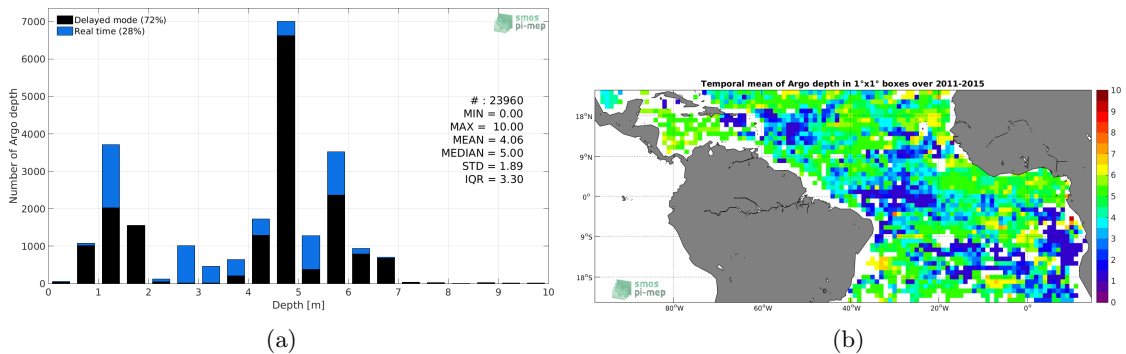 Delayed mode (72%)
Real time (28%)
smos
pi-mep
Number of Argo depth
7000
6000
5000
4000
3000
2000
1000
0
# : 23960
MIN = 0.00
MAX = 10.00
MEAN = 4.06
MEDIAN = 5.00
STD = 1.89
IQR = 3.30
0 1 2 3 4 5 6 7 8 9 10
Depth [m]
(a)
Temporal mean of Argo depth in 1°x1° boxes over 2011-2015
18°N
9°N
0°
9°S
18°S
80°W 60°W 40°W 20°W 0°
smos
pi-mep
10
9
8
7
6
5
4
3
2
1
0
(b)